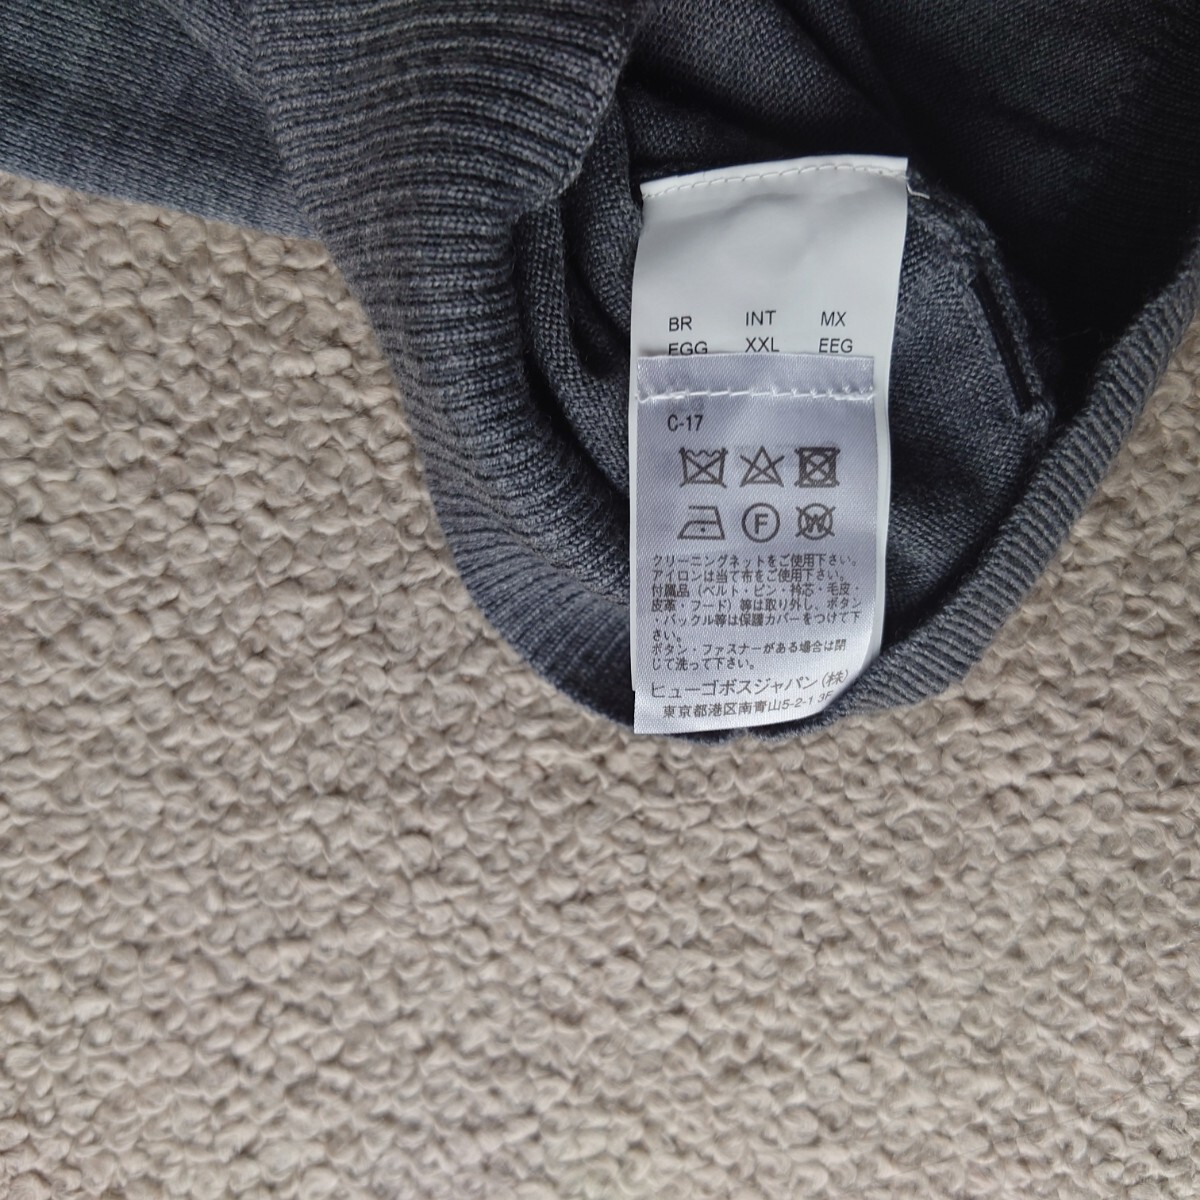 BR INT MX
EGG XXL EEG
C-17
F W
クリーニングネットをご使用下さい。
アイロンは当て布をご使用下さい。
付属品（ベルト・ピン・衿芯・毛皮・
皮革・フード）等は取り外し、ボタン
・バックル等は保護カバーをつけて下
さい。
ボタン・ファスナーがある場合は閉
じて洗って下さい。
ヒューゴボスジャパン（株）
東京都港区南青山5-2-1 3F